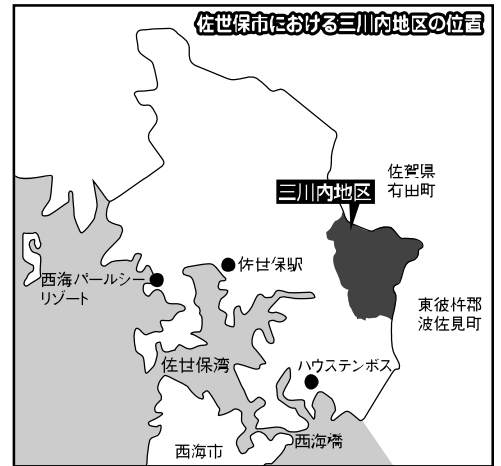 佐世保市における三川内地区の位置
佐賀県
有田町
三川内地区
佐世保駅
西海パールシー
リゾート
東彼杵郡
波佐見町
佐世保湾
ハウステンボス
西海橋
西海市